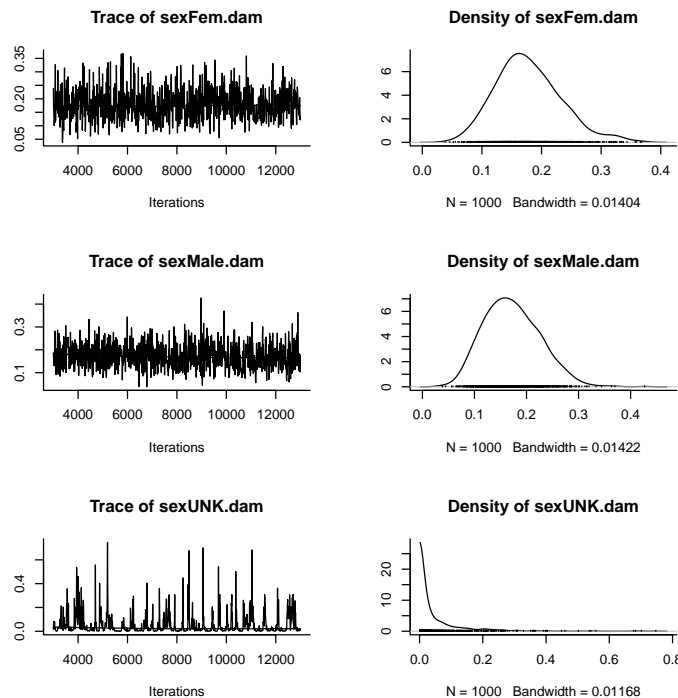 Trace of sexFem.dam
0.05 0.20 0.35
4000 6000 8000 10000 12000
Iterations
Density of sexFem.dam
0 2 4 6
0.0 0.1 0.2 0.3 0.4
N = 1000 Bandwidth = 0.01404
Trace of sexMale.dam
0.1 0.3
4000 6000 8000 10000 12000
Iterations
Density of sexMale.dam
0 2 4 6
0.0 0.1 0.2 0.3 0.4
N = 1000 Bandwidth = 0.01422
Trace of sexUNK.dam
0.0 0.4
4000 6000 8000 10000 12000
Iterations
Density of sexUNK.dam
0 10 20
0.0 0.2 0.4 0.6 0.8
N = 1000 Bandwidth = 0.01168